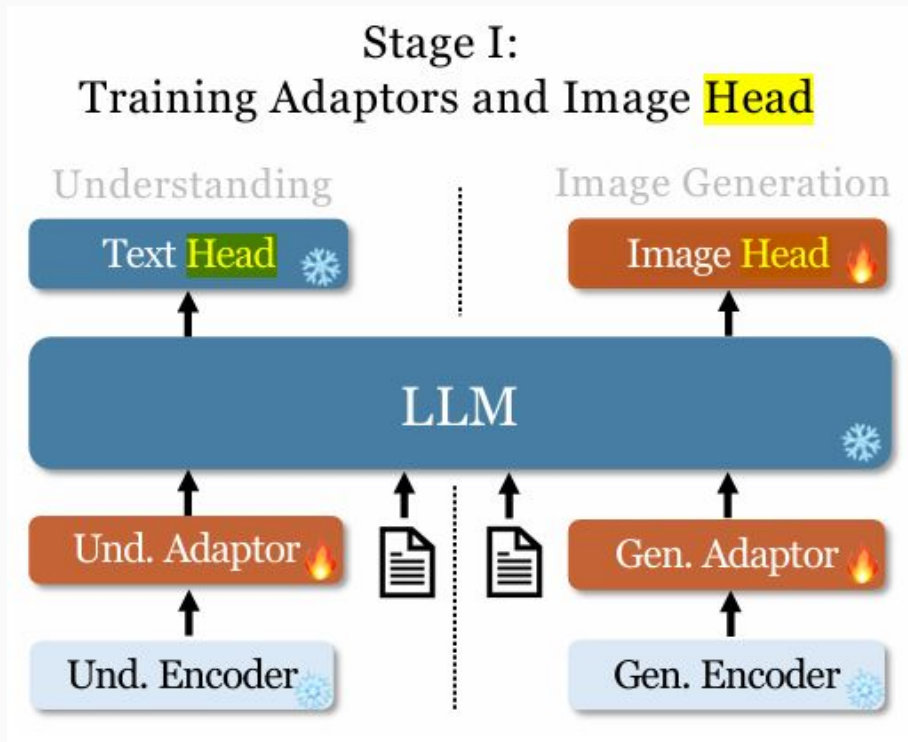 Stage I:
Training Adaptors and Image Head
Understanding
Image Generation
Text Head
Image Head
LLM
Und. Adaptor
Gen. Adaptor
Und. Encoder
Gen. Encoder